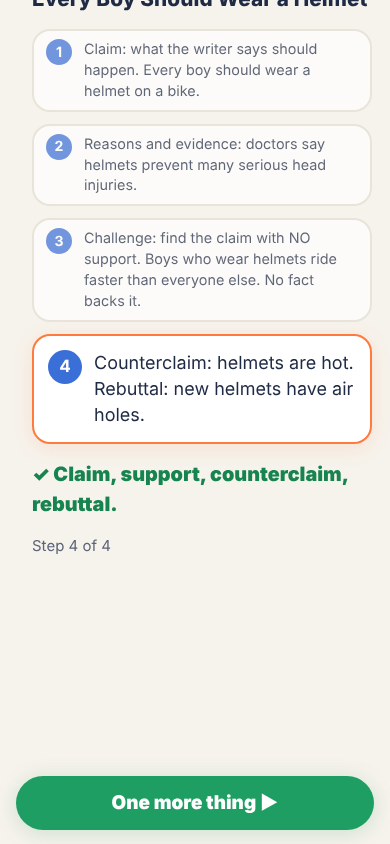 Every Boy Should Wear a Helmet
1
Claim: what the writer says should
happen. Every boy should wear a
helmet on a bike.
2
Reasons and evidence: doctors say
helmets prevent many serious head
injuries.
3
Challenge: find the claim with NO
support. Boys who wear helmets ride
faster than everyone else. No fact
backs it.
4
Counterclaim: helmets are hot.
Rebuttal: new helmets have air
holes.
✓ Claim, support, counterclaim,
rebuttal.
Step 4 of 4
One more thing ▶